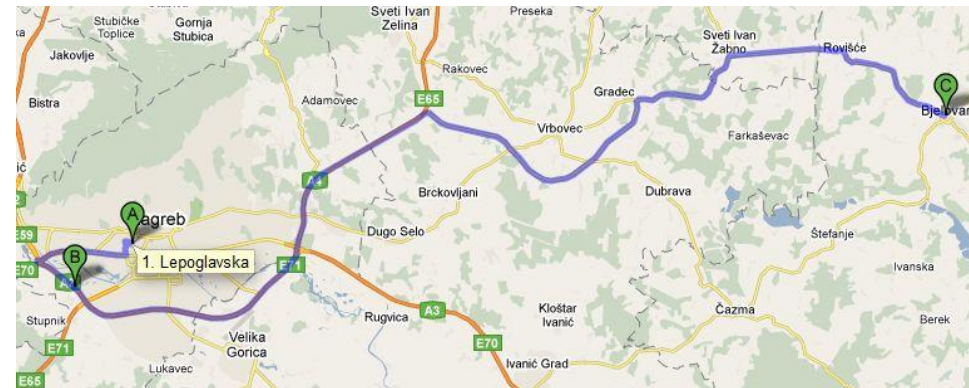 Stubičke
Toplice
Gornja
Stubica
Sveti Ivan
Zelina
Preseka
Jakovlje
Rakovec
Sveti Ivan
Žabno
Rovišće
Bistra
Adamovec
E65
Gradec
C
Bjelovar
Vrbovec
Farkaševac
A4
Brckovljani
Dubrava
A
Zagreb
Dugo Selo
E59
B
1. Lepoglavska
Štefanje
E70
E71
Ivanska
Stupnik
Rugvica
A3
Kloštar
Ivanić
Čazma
Berek
E71
Velika
Gorica
E70
E65
Lukavec
Ivanić Grad